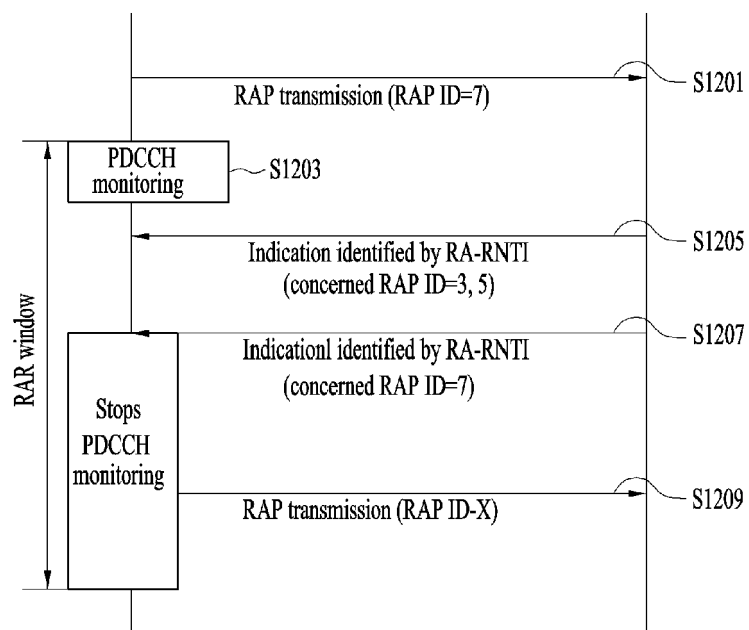 S1201
RAP transmission (RAP ID=7)
PDCCH
monitoring
S1203
S1205
Indication identified by RA-RNTI
(concerned RAP ID=3, 5)
RAR window
S1207
Indicationl identified by RA-RNTI
(concerned RAP ID=7)
Stops
PDCCH
monitoring
S1209
RAP transmission (RAP ID-X)